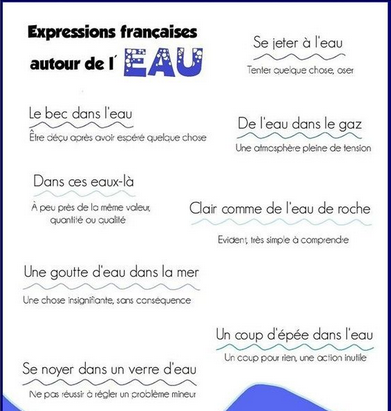 Expressions françaises
autour de l' EAU
Se jeter à l'eau
Tenter quelque chose, oser
Le bec dans l'eau
Être déçu après avoir espéré quelque chose
De l'eau dans le gaz
Une atmosphère pleine de tension
Dans ces eaux-là
À peu près de la même valeur,
quantité ou qualité
Clair comme de l'eau de roche
Evident, très simple à comprendre
Une goutte d'eau dans la mer
Une chose insignifiante, sans conséquence
Un coup d'épée dans l'eau
Un coup pour rien, une action inutile
Se noyer dans un verre d'eau
Ne pas réussir à régler un problème mineur